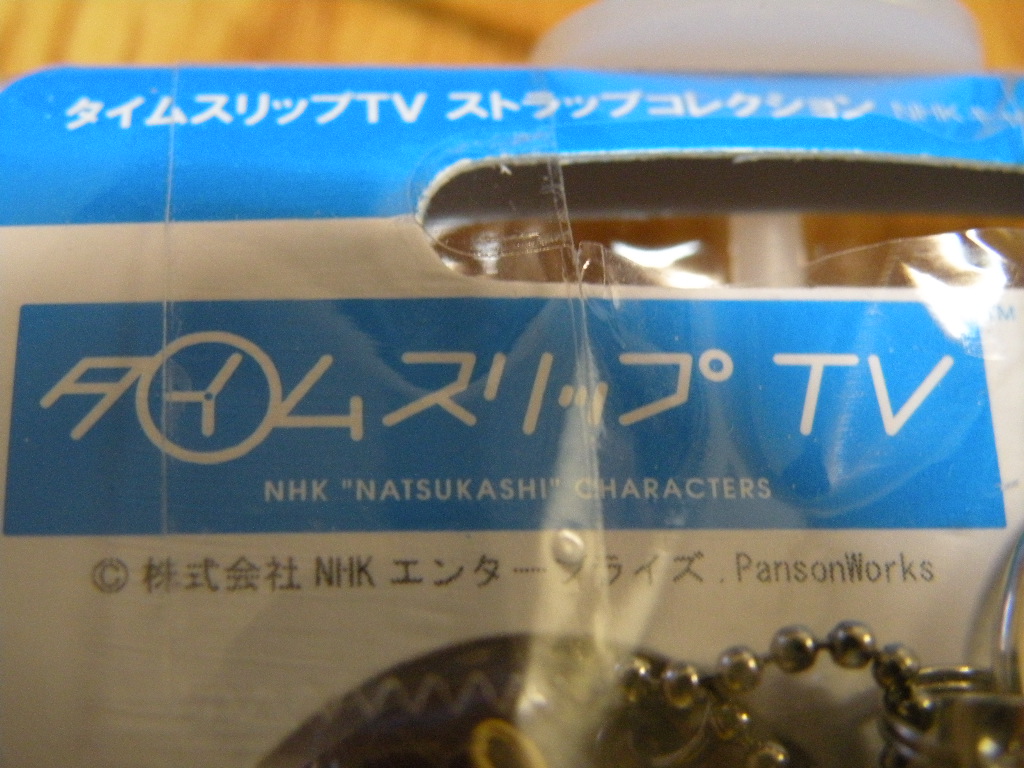 タイムスリップTV ストラップコレクション NHK
タイムスリップ TV
NHK "NATSUKASHI" CHARACTERS
© 株式会社 NHK エンタープライズ . PansonWorks